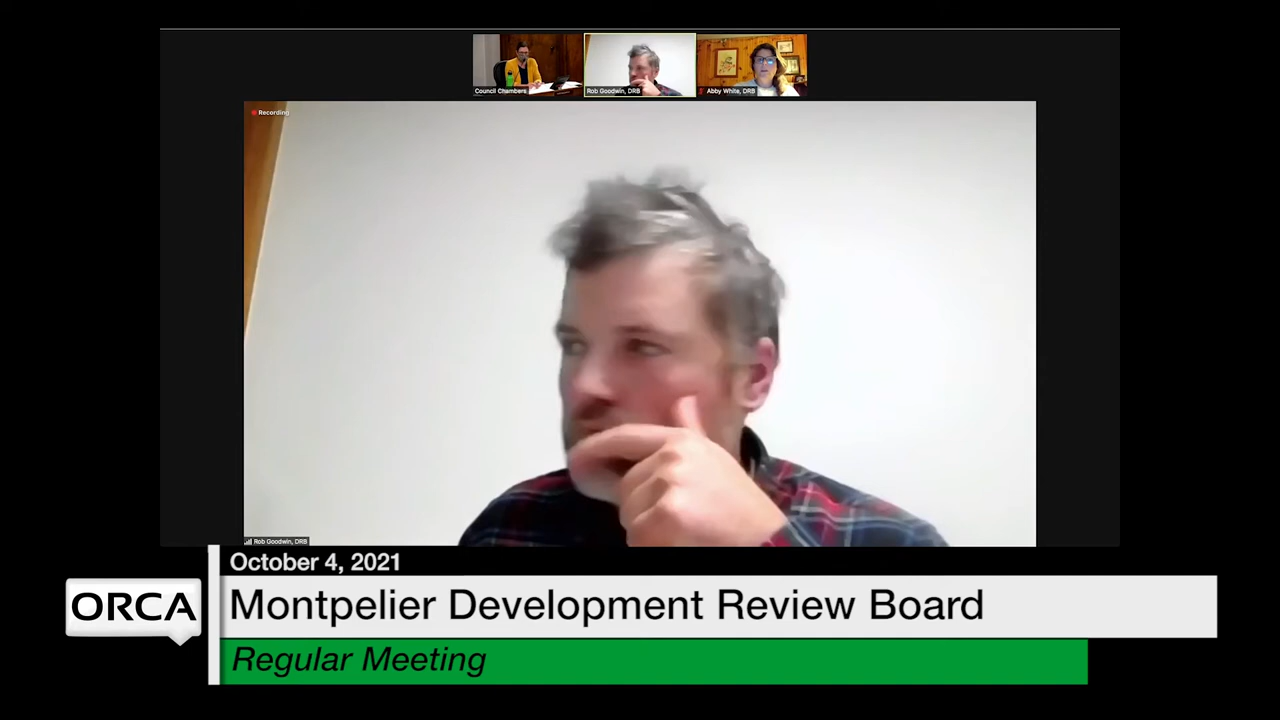 Council Chambers
Rob Goodwin, DRB
Abby White, DRB
Recording
Rob Goodwin, DRB
October 4, 2021
ORCA
Montpelier Development Review Board
Regular Meeting